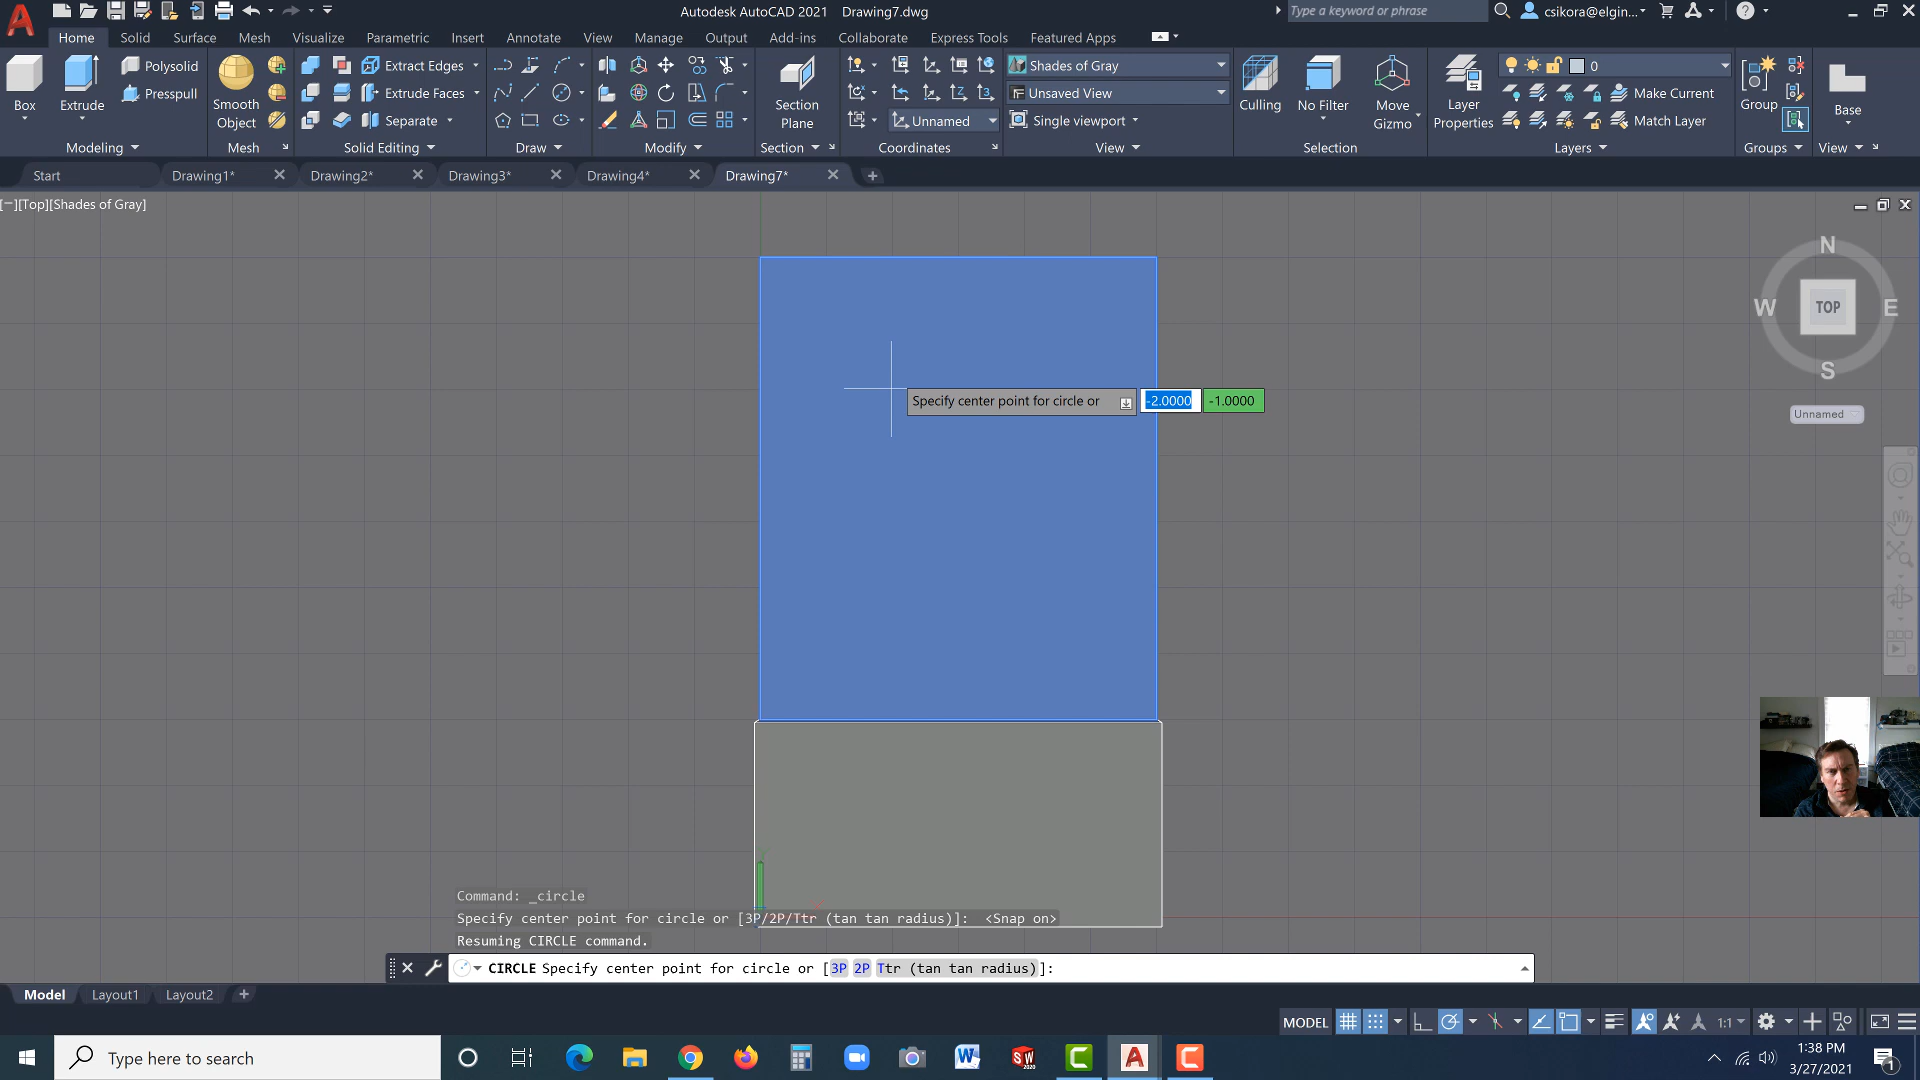 Autodesk AutoCAD 2021 Drawing7.dwg Type a keyword or phrase csikora@elgin...
Home Solid Surface Mesh Visualize Parametric Insert Annotate View Manage Output Add-ins Collaborate Express Tools Featured Apps
Polysolid Extract Edges Shades of Gray 0
Presspull Extrude Faces Unsaved View Make Current
Box Extrude Smooth Object Separate Section Plane Unnamed Single viewport Culling No Filter Move Gizmo Layer Properties Match Layer Group Base
Modeling Mesh Solid Editing Draw Modify Section Coordinates View Selection Layers Groups View
Start Drawing1* Drawing2* Drawing3* Drawing4* Drawing7*
[−][Top][Shades of Gray]
N
W TOP E
S
Specify center point for circle or -2.0000 -1.0000
Unnamed
Command: _circle
Specify center point for circle or [3P/2P/Ttr (tan tan radius)]: <Snap on>
Resuming CIRCLE command.
CIRCLE Specify center point for circle or [3P 2P Ttr (tan tan radius)]:
Model Layout1 Layout2
MODEL 1:1
Type here to search
1:38 PM
3/27/2021
1